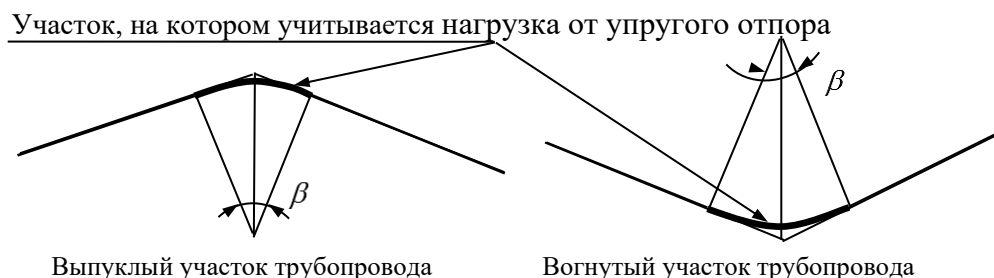 Участок, на котором учитывается нагрузка от упругого отпора
β
β
Выпуклый участок трубопровода
Вогнутый участок трубопровода